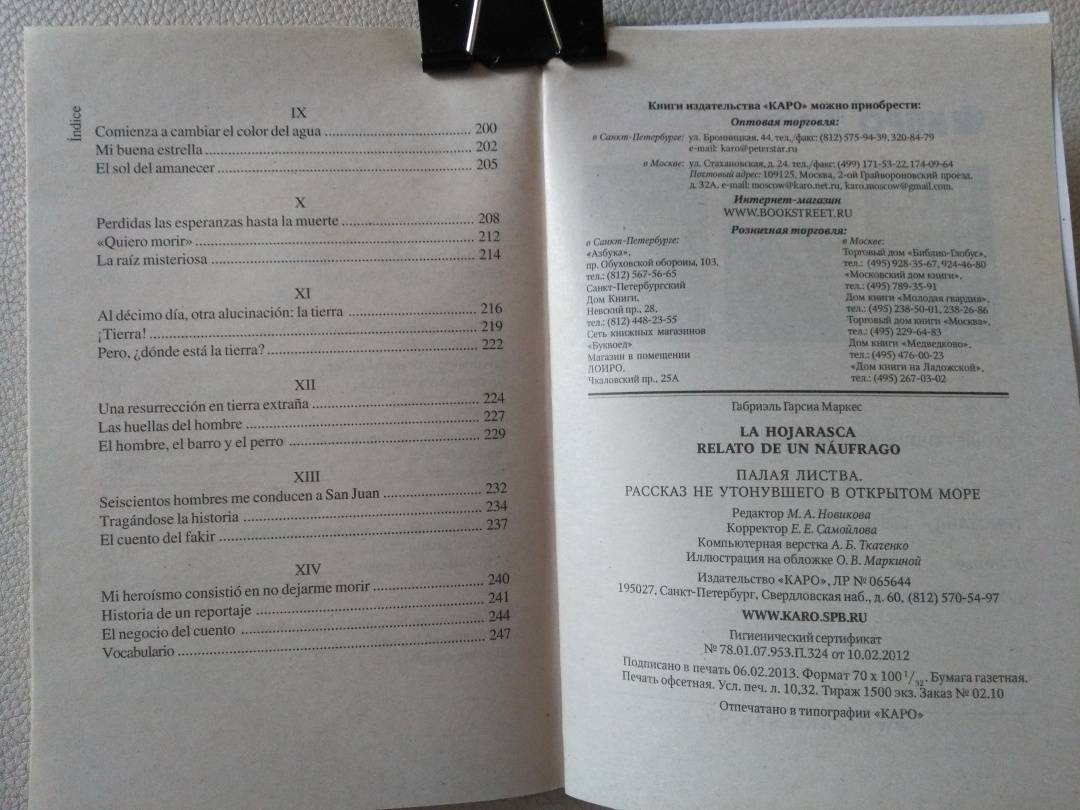 Índice
IX
Comienza a cambiar el color del agua ........ 200
Mi buena estrella ........ 202
El sol del amanecer ........ 205
X
Perdidas las esperanzas hasta la muerte ........ 208
«Quiero morir» ........ 212
La raíz misteriosa ........ 214
XI
Al décimo día, otra alucinación: la tierra ........ 216
¡Tierra! ........ 219
Pero, ¿dónde está la tierra? ........ 222
XII
Una resurrección en tierra extraña ........ 224
Las huellas del hombre ........ 227
El hombre, el barro y el perro ........ 229
XIII
Seiscientos hombres me conducen a San Juan ........ 232
Tragándose la historia ........ 234
El cuento del fakir ........ 237
XIV
Mi heroísmo consistió en no dejarme morir ........ 240
Historia de un reportaje ........ 241
El negocio del cuento ........ 244
Vocabulario ........ 247
Книги издательства «КАРО» можно приобрести:
Оптовая торговля:
в Санкт-Петербурге: ул. Бронницкая, 44. тел./факс: (812) 575-94-39, 320-84-79
e-mail: karo@peterstar.ru
в Москве: ул. Стахановская, д. 24. тел./факс: (499) 171-53-22, 174-09-64
Почтовый адрес: 109125, Москва, 2-ой Грайвороновский проезд,
д. 32А, e-mail: moscow@karo.net.ru, karo.moscow@gmail.com.
Интернет-магазин
WWW.BOOKSTREET.RU
Розничная торговля:
в Санкт-Петербурге:
«Азбука»,
пр. Обуховской обороны, 103,
тел.: (812) 567-56-65
Санкт-Петербургский
Дом Книги,
Невский пр., 28,
тел.: (812) 448-23-55
Сеть книжных магазинов
«Буквоед»
Магазин в помещении
ЛОИРО,
Чкаловский пр., 25А
в Москве:
Торговый дом «Библио-Глобус»,
тел.: (495) 928-35-67, 924-46-80
«Московский дом книги»,
тел.: (495) 789-35-91
Дом книги «Молодая гвардия»,
тел.: (495) 238-50-01, 238-26-86
Торговый дом книги «Москва»,
тел.: (495) 229-64-83
Дом книги «Медведково»,
тел.: (495) 476-00-23
«Дом книги на Ладожской»,
тел.: (495) 267-03-02
Габриэль Гарсиа Маркес
LA HOJARASCA
RELATO DE UN NÁUFRAGO
ПАЛАЯ ЛИСТВА.
РАССКАЗ НЕ УТОНУВШЕГО В ОТКРЫТОМ МОРЕ
Редактор М. А. Новикова
Корректор Е. Е. Самойлова
Компьютерная верстка А. Б. Ткаченко
Иллюстрация на обложке О. В. Маркиной
Издательство «КАРО», ЛР № 065644
195027, Санкт-Петербург, Свердловская наб., д. 60, (812) 570-54-97
WWW.KARO.SPB.RU
Гигиенический сертификат
№ 78.01.07.953.П.324 от 10.02.2012
Подписано в печать 06.02.2013. Формат 70 х 100 1/32. Бумага газетная.
Печать офсетная. Усл. печ. л. 10,32. Тираж 1500 экз. Заказ № 02.10
Отпечатано в типографии «КАРО»